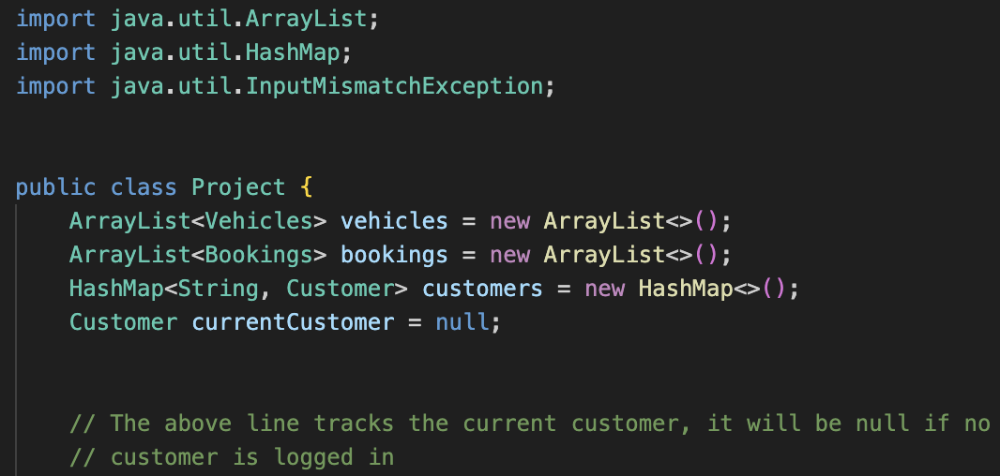 import java.util.ArrayList;
import java.util.HashMap;
import java.util.InputMismatchException;
public class Project {
ArrayList<Vehicles> vehicles = new ArrayList<>();
ArrayList<Bookings> bookings = new ArrayList<>();
HashMap<String, Customer> customers = new HashMap<>();
Customer currentCustomer = null;
// The above line tracks the current customer, it will be null if no
// customer is logged in